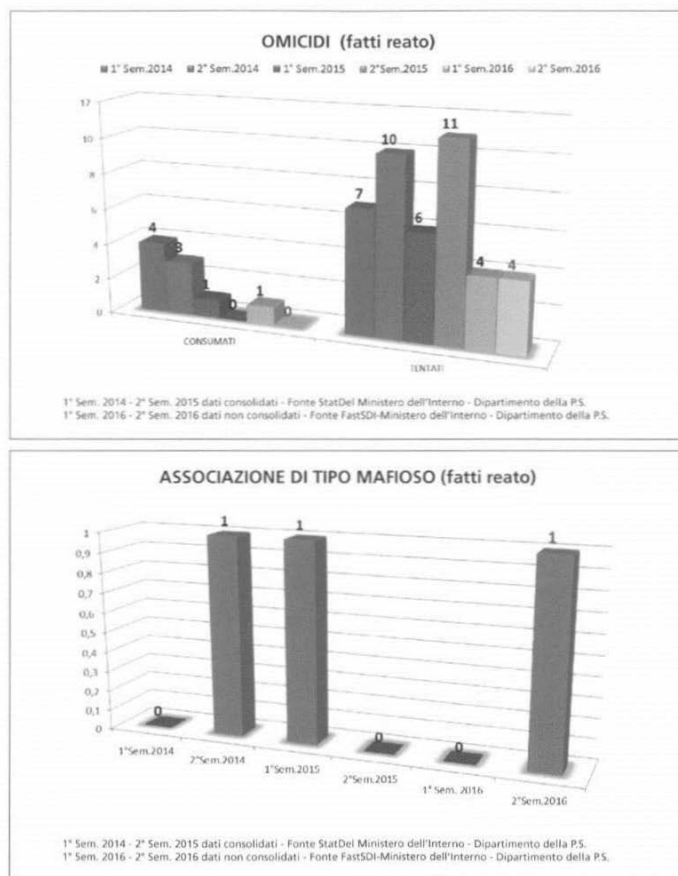 OMICIDI (fatti reato)
1° Sem.2014 2° Sem.2014 1° Sem.2015 2°Sem.2015 1° Sem.2016 2° Sem.2016
12
10
8
6
4
2
0
4
3
1
0
1
0
7
10
6
11
4
4
CONSUMATI
TENTATI
1° Sem. 2014 - 2° Sem. 2015 dati consolidati - Fonte StatDel Ministero dell'Interno - Dipartimento della P.S.
1° Sem. 2016 - 2° Sem. 2016 dati non consolidati - Fonte FastSDI-Ministero dell'Interno - Dipartimento della P.S.
ASSOCIAZIONE DI TIPO MAFIOSO (fatti reato)
1
0,9
0,8
0,7
0,6
0,5
0,4
0,3
0,2
0,1
0
0
1
1
0
0
1
1°Sem.2014
2°Sem.2014
1°Sem.2015
2°Sem.2015
1° Sem. 2016
2°Sem.2016
1° Sem. 2014 - 2° Sem. 2015 dati consolidati - Fonte StatDel Ministero dell'Interno - Dipartimento della P.S.
1° Sem. 2016 - 2° Sem. 2016 dati non consolidati - Fonte FastSDI-Ministero dell'Interno - Dipartimento della P.S.